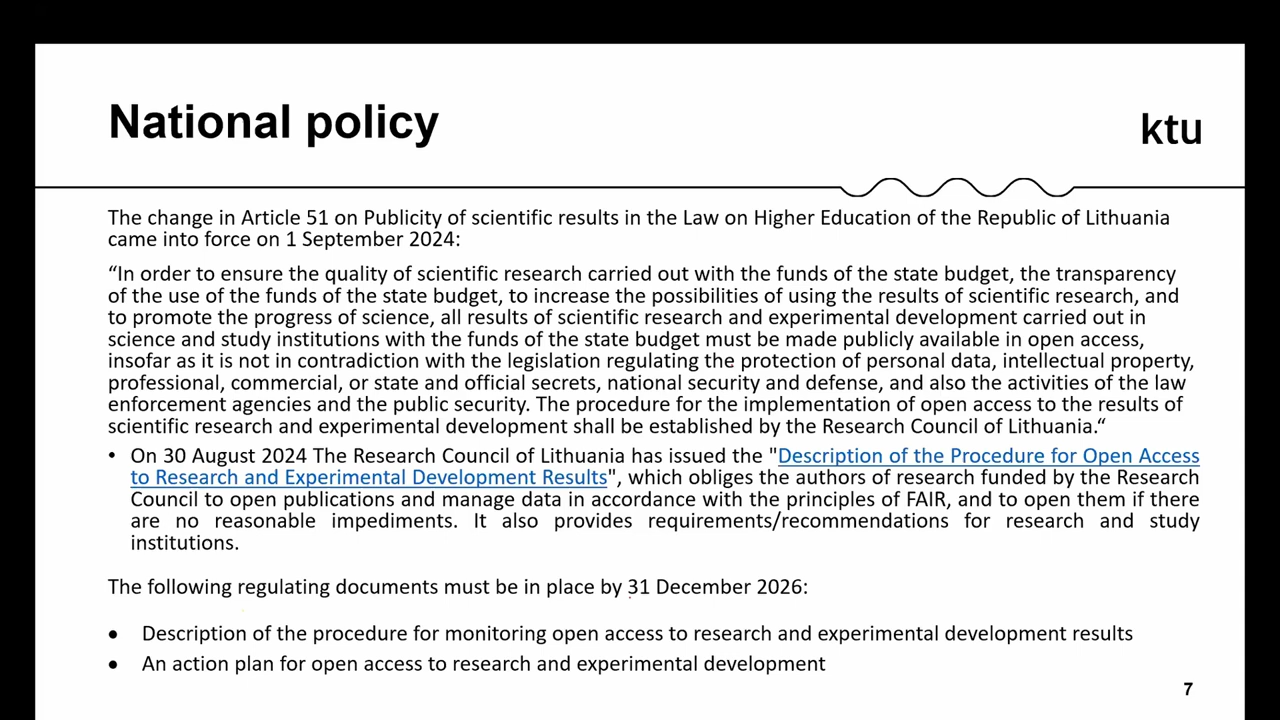 National policy
ktu
The change in Article 51 on Publicity of scientific results in the Law on Higher Education of the Republic of Lithuania
came into force on 1 September 2024:
“In order to ensure the quality of scientific research carried out with the funds of the state budget, the transparency
of the use of the funds of the state budget, to increase the possibilities of using the results of scientific research, and
to promote the progress of science, all results of scientific research and experimental development carried out in
science and study institutions with the funds of the state budget must be made publicly available in open access,
insofar as it is not in contradiction with the legislation regulating the protection of personal data, intellectual property,
professional, commercial, or state and official secrets, national security and defense, and also the activities of the law
enforcement agencies and the public security. The procedure for the implementation of open access to the results of
scientific research and experimental development shall be established by the Research Council of Lithuania.“
• On 30 August 2024 The Research Council of Lithuania has issued the "Description of the Procedure for Open Access
to Research and Experimental Development Results", which obliges the authors of research funded by the Research
Council to open publications and manage data in accordance with the principles of FAIR, and to open them if there
are no reasonable impediments. It also provides requirements/recommendations for research and study
institutions.
The following regulating documents must be in place by 31 December 2026:
• Description of the procedure for monitoring open access to research and experimental development results
• An action plan for open access to research and experimental development
7